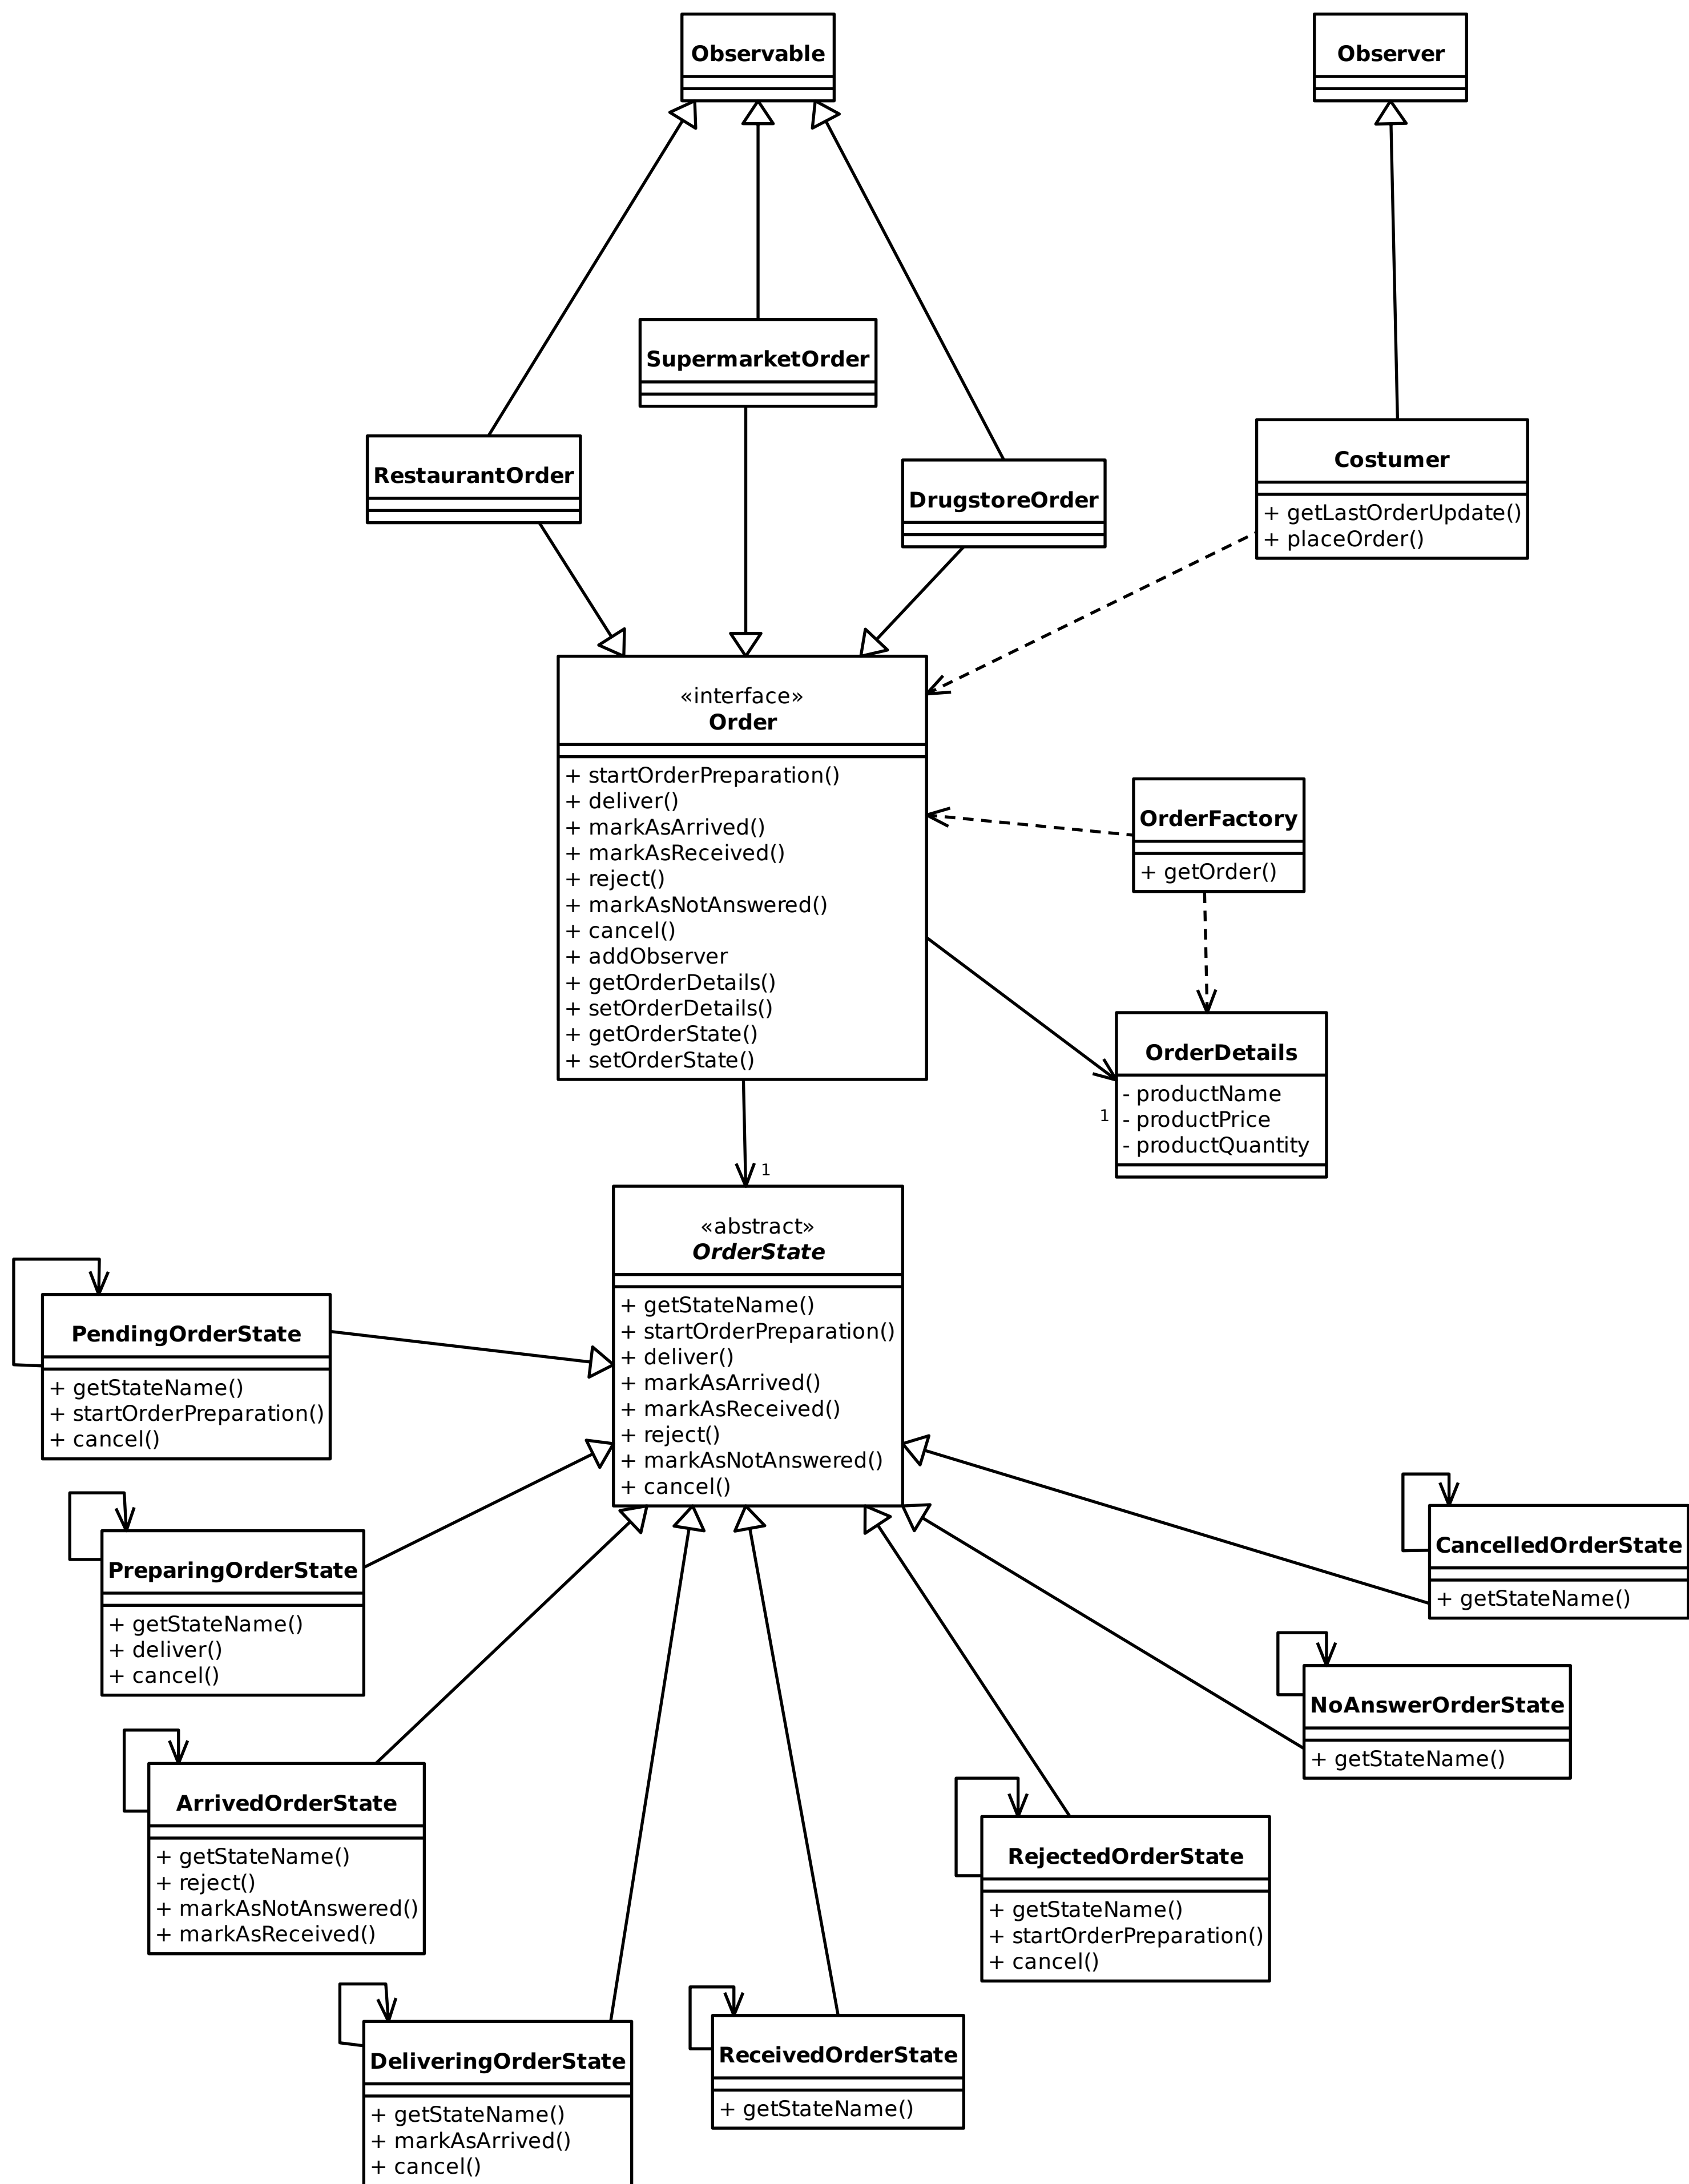 Observable
Observer
SupermarketOrder
RestaurantOrder
DrugstoreOrder
Costumer
+ getLastOrderUpdate()
+ placeOrder()
«interface»
Order
+ startOrderPreparation()
+ deliver()
+ markAsArrived()
+ markAsReceived()
+ reject()
+ markAsNotAnswered()
+ cancel()
+ addObserver
+ getOrderDetails()
+ setOrderDetails()
+ getOrderState()
+ setOrderState()
OrderFactory
+ getOrder()
OrderDetails
- productName
- productPrice
- productQuantity
1
1
«abstract»
OrderState
+ getStateName()
+ startOrderPreparation()
+ deliver()
+ markAsArrived()
+ markAsReceived()
+ reject()
+ markAsNotAnswered()
+ cancel()
PendingOrderState
+ getStateName()
+ startOrderPreparation()
+ cancel()
PreparingOrderState
+ getStateName()
+ deliver()
+ cancel()
CancelledOrderState
+ getStateName()
NoAnswerOrderState
+ getStateName()
ArrivedOrderState
+ getStateName()
+ reject()
+ markAsNotAnswered()
+ markAsReceived()
RejectedOrderState
+ getStateName()
+ startOrderPreparation()
+ cancel()
DeliveringOrderState
+ getStateName()
+ markAsArrived()
+ cancel()
ReceivedOrderState
+ getStateName()